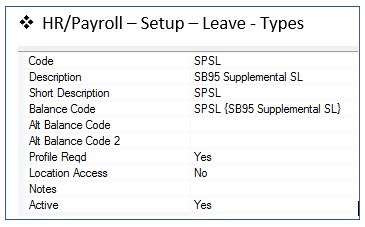 ❖ HR/Payroll – Setup – Leave - Types
Code SPSL
Description SB95 Supplemental SL
Short Description SPSL
Balance Code SPSL {SB95 Supplemental SL}
Alt Balance Code
Alt Balance Code 2
Profile Reqd Yes
Location Access No
Notes
Active Yes